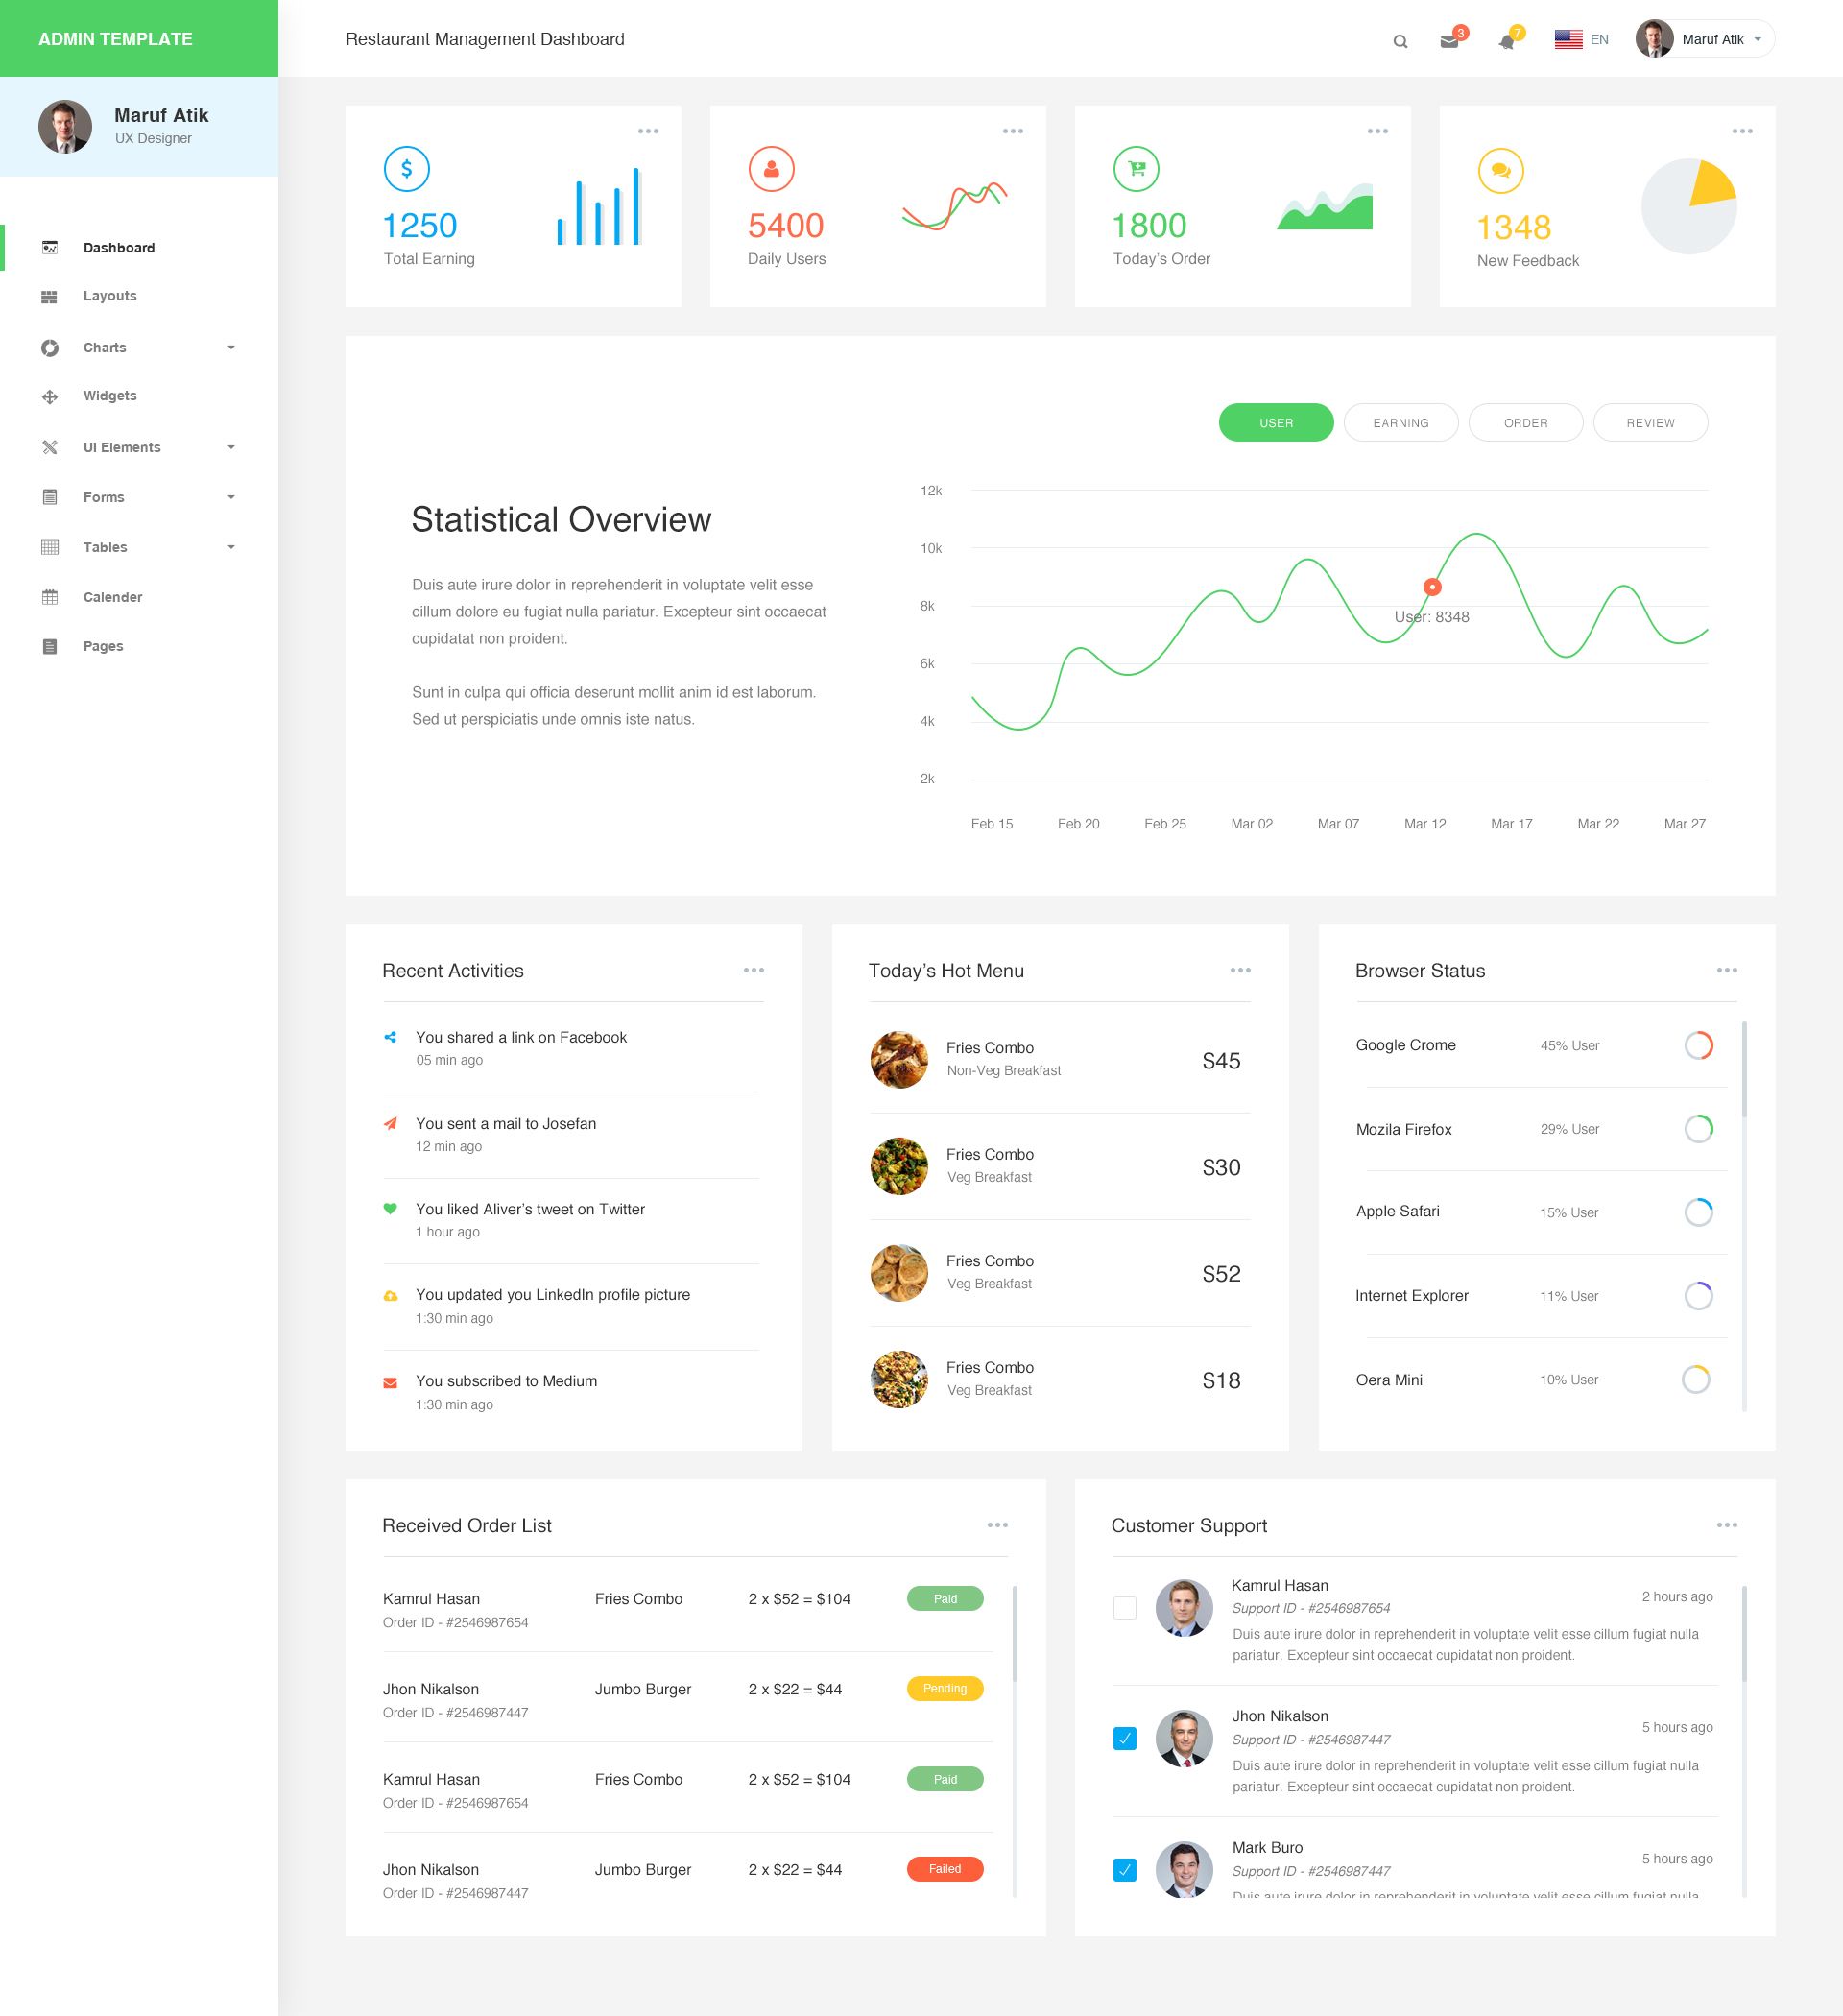 ADMIN TEMPLATE
Restaurant Management Dashboard
3
7
EN
Maruf Atik
Maruf Atik
UX Designer
Dashboard
Layouts
Charts
Widgets
UI Elements
Forms
Tables
Calender
Pages
$
1250
Total Earning
5400
Daily Users
1800
Today's Order
1348
New Feedback
USER
EARNING
ORDER
REVIEW
Statistical Overview
Duis aute irure dolor in reprehenderit in voluptate velit esse
cillum dolore eu fugiat nulla pariatur. Excepteur sint occaecat
cupidatat non proident.
Sunt in culpa qui officia deserunt mollit anim id est laborum.
Sed ut perspiciatis unde omnis iste natus.
12k
10k
8k
6k
4k
2k
User: 8348
Feb 15
Feb 20
Feb 25
Mar 02
Mar 07
Mar 12
Mar 17
Mar 22
Mar 27
Recent Activities
You shared a link on Facebook
05 min ago
You sent a mail to Josefan
12 min ago
You liked Aliver's tweet on Twitter
1 hour ago
You updated you LinkedIn profile picture
1:30 min ago
You subscribed to Medium
1:30 min ago
Today's Hot Menu
Fries Combo
Non-Veg Breakfast
$45
Fries Combo
Veg Breakfast
$30
Fries Combo
Veg Breakfast
$52
Fries Combo
Veg Breakfast
$18
Browser Status
Google Crome 45% User
Mozila Firefox 29% User
Apple Safari 15% User
Internet Explorer 11% User
Oera Mini 10% User
Received Order List
Kamrul Hasan Fries Combo 2 x $52 = $104 Paid
Order ID - #2546987654
Jhon Nikalson Jumbo Burger 2 x $22 = $44 Pending
Order ID - #2546987447
Kamrul Hasan Fries Combo 2 x $52 = $104 Paid
Order ID - #2546987654
Jhon Nikalson Jumbo Burger 2 x $22 = $44 Failed
Order ID - #2546987447
Customer Support
Kamrul Hasan
2 hours ago
Support ID - #2546987654
Duis aute irure dolor in reprehenderit in voluptate velit esse cillum fugiat nulla
pariatur. Excepteur sint occaecat cupidatat non proident.
Jhon Nikalson
5 hours ago
Support ID - #2546987447
Duis aute irure dolor in reprehenderit in voluptate velit esse cillum fugiat nulla
pariatur. Excepteur sint occaecat cupidatat non proident.
Mark Buro
5 hours ago
Support ID - #2546987447
Duis aute irure dolor in reprehenderit in voluptate velit esse cillum fugiat nulla